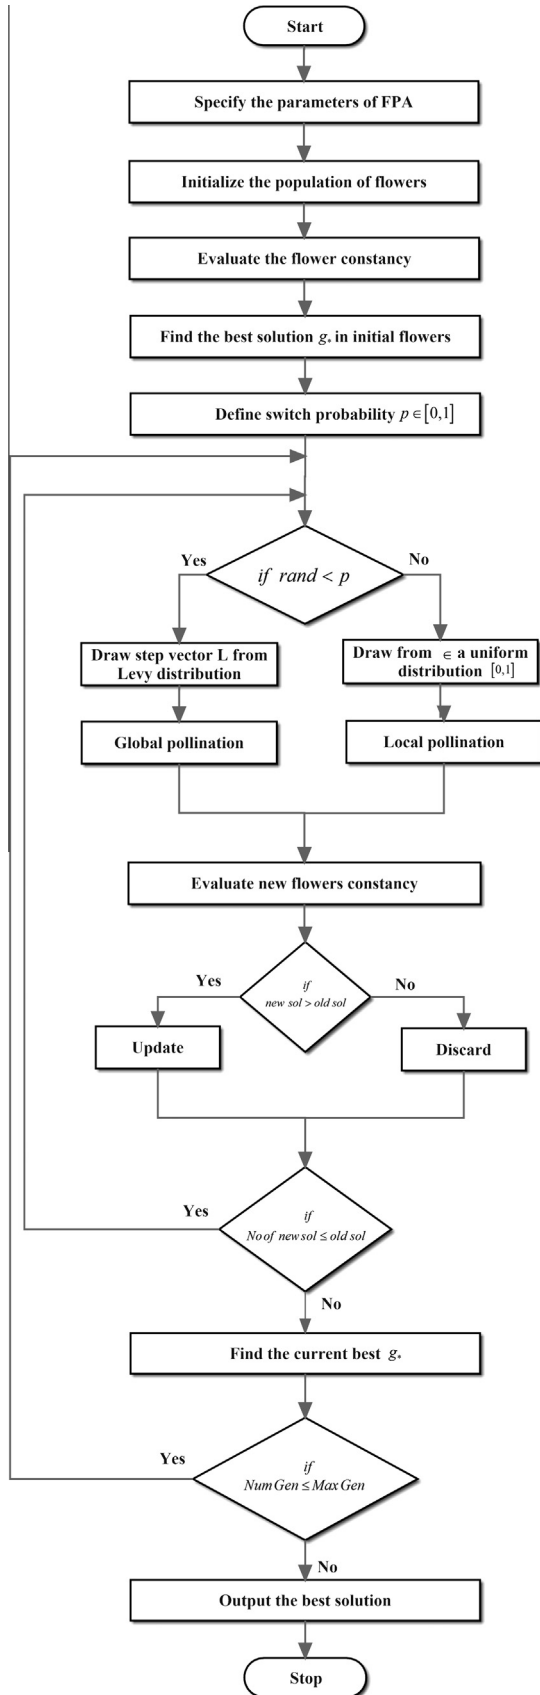 Start
Specify the parameters of FPA
Initialize the population of flowers
Evaluate the flower constancy
Find the best solution g* in initial flowers
Define switch probability p ∈ [0,1]
Yes
No
if rand < p
Draw step vector L from
Levy distribution
Draw from ∈ a uniform
distribution [0,1]
Global pollination
Local pollination
Evaluate new flowers constancy
Yes
No
if
new sol > old sol
Update
Discard
Yes
if
No of new sol ≤ old sol
No
Find the current best g*
Yes
if
Num Gen ≤ Max Gen
No
Output the best solution
Stop